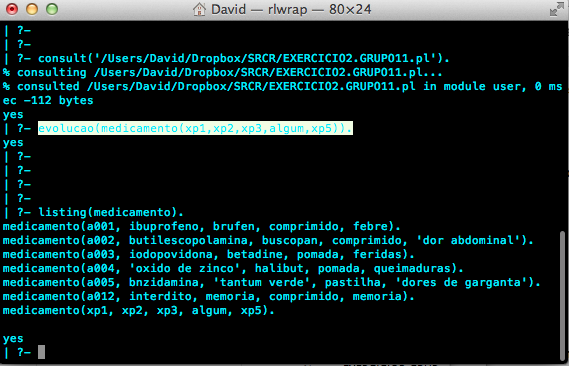 David — rlwrap — 80×24
| ?-
| ?-
| ?- consult('/Users/David/Dropbox/SRCR/EXERCICIO2.GRUPO11.pl').
% consulting /Users/David/Dropbox/SRCR/EXERCICIO2.GRUPO11.pl...
% consulted /Users/David/Dropbox/SRCR/EXERCICIO2.GRUPO11.pl in module user, 0 ms
ec -112 bytes
yes
| ?- evolucao(medicamento(xp1,xp2,xp3,algum,xp5)).
yes
| ?-
| ?-
| ?-
| ?-
| ?- listing(medicamento).
medicamento(a001, ibuprofeno, brufen, comprimido, febre).
medicamento(a002, butilescopolamina, buscopan, comprimido, 'dor abdominal').
medicamento(a003, iodopovidona, betadine, pomada, feridas).
medicamento(a004, 'oxido de zinco', halibut, pomada, queimaduras).
medicamento(a005, bnzidamina, 'tantum verde', pastilha, 'dores de garganta').
medicamento(a012, interdito, memoria, comprimido, memoria).
medicamento(xp1, xp2, xp3, algum, xp5).
yes
| ?-